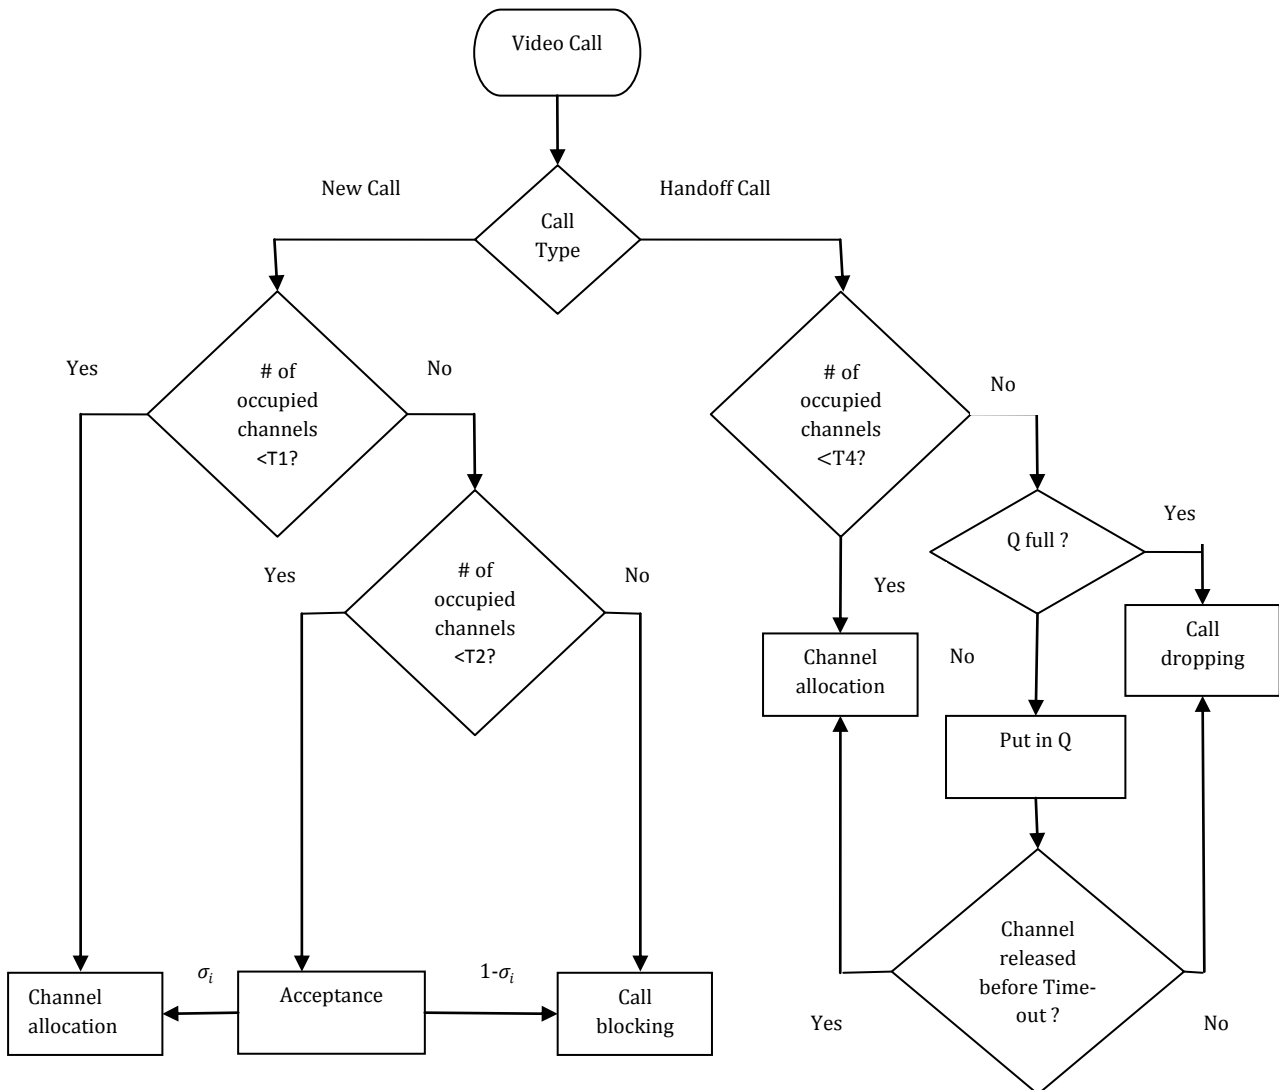 Video Call
New Call
Handoff Call
Call
Type
Yes
# of
occupied
channels
<T1?
No
# of
occupied
channels
<T4?
No
Yes
# of
occupied
channels
<T2?
No
Q full ?
Yes
Yes
Channel
allocation
No
Call
dropping
Put in Q
Channel
released
before Time-
out ?
Yes
No
Channel
allocation
σᵢ
Acceptance
1-σᵢ
Call
blocking